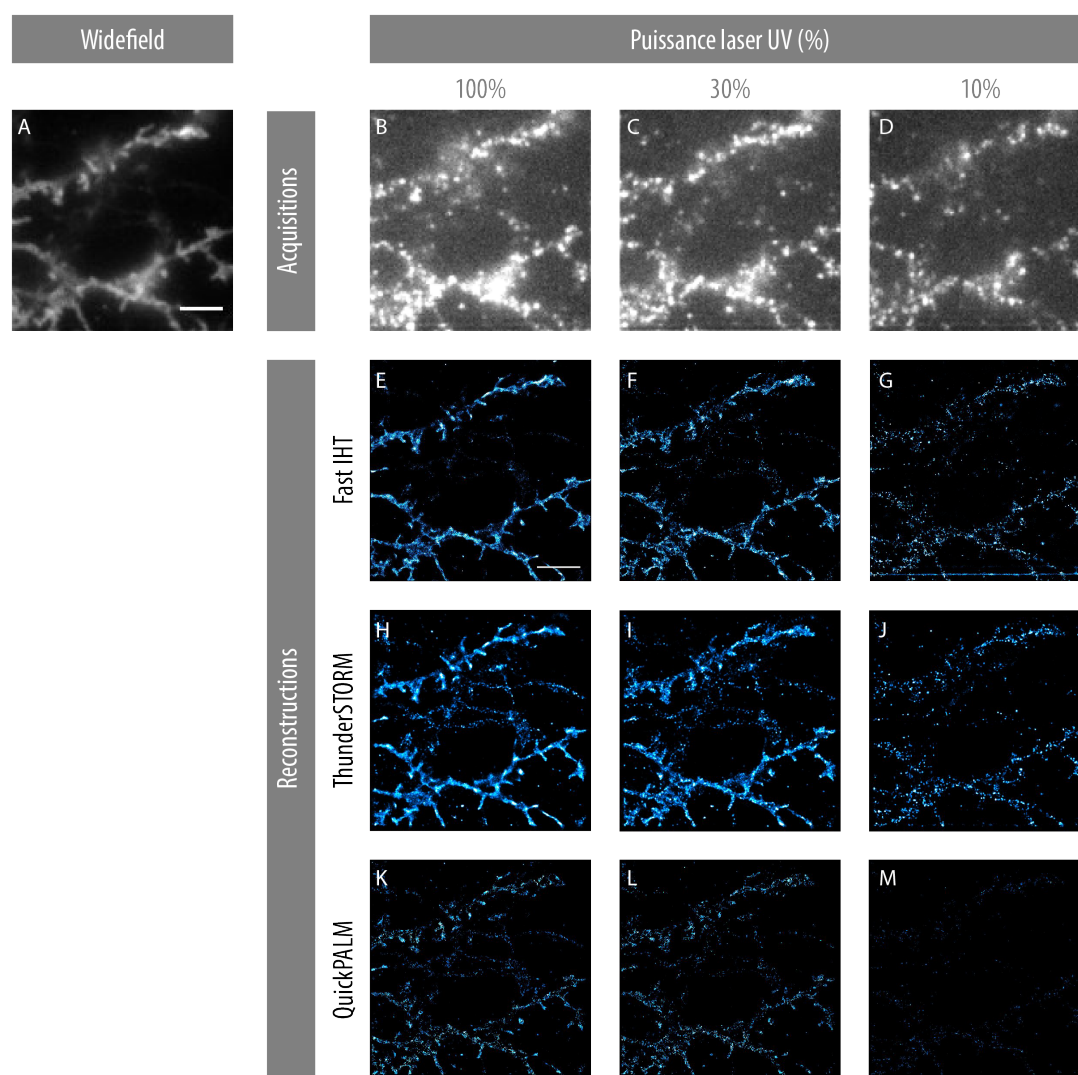 Widefield
Puissance laser UV (%)
100%
30%
10%
A
B
C
D
Acquisitions
E
F
G
Fast IHT
H
I
J
ThunderSTORM
Reconstructions
K
L
M
QuickPALM